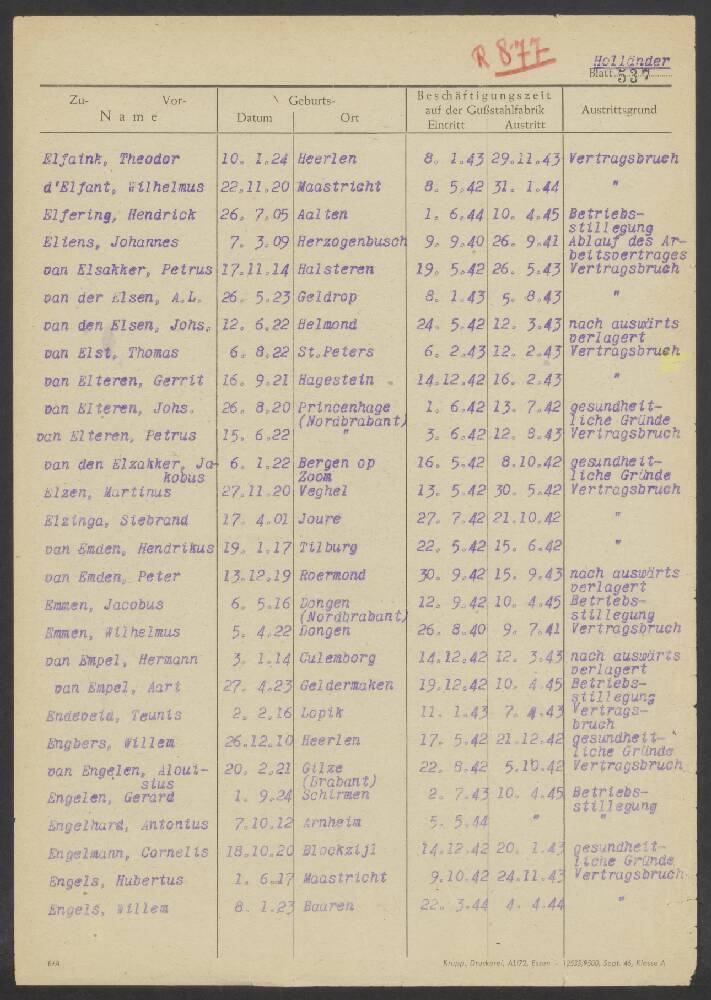 R 877
Holländer
Blatt 537
Zu- Vor- Name Geburts- Datum Ort Beschäftigungszeit auf der Gußstahlfabrik Eintritt Austritt Austrittsgrund
Elfaink, Theodor 10. 1.24 Heerlen 8. 1.43 29.11.43 Vertragsbruch
d'Elfant, Wilhelmus 22.11.20 Maastricht 8. 5.42 31. 1.44 "
Elfering, Hendrick 26. 7.05 Aalten 1. 6.44 10. 4.45 Betriebs-
stillegung
Eliens, Johannes 7. 3.09 Herzogenbusch 9. 9.40 26. 9.41 Ablauf des Ar-
beitsvertrages
van Elsakker, Petrus 17.11.14 Halsteren 19. 5.42 26. 5.43 Vertragsbruch
van der Elsen, A.L. 26. 5.23 Geldrop 8. 1.43 5. 8.43 "
van den Elsen, Johs. 12. 6.22 Helmond 24. 5.42 12. 3.43 nach auswärts
verlagert
van Elst, Thomas 6. 8.22 St.Peters 6. 2.43 12. 2.43 Vertragsbruch
van Elteren, Gerrit 16. 9.21 Hagestein 14.12.42 16. 2.43 "
van Elteren, Johs. 26. 8.20 Princenhage 1. 6.42 13. 7.42 gesundheit-
(Nordbrabant) liche Gründe
van Elteren, Petrus 15. 6.22 " 3. 6.42 12. 8.43 Vertragsbruch
van den Elzakker, Ja- 6. 1.22 Bergen op 16. 5.42 8.10.42 gesundheit-
kobus Zoom liche Gründe
Elzen, Martinus 27.11.20 Veghel 13. 5.42 30. 5.42 Vertragsbruch
Elzinga, Siebrand 17. 4.01 Joure 27. 7.42 21.10.42 "
van Emden, Hendrikus 19. 1.17 Tilburg 22. 5.42 15. 6.42 "
van Emden, Peter 13.12.19 Roermond 30. 9.42 15. 9.43 nach auswärts
verlagert
Emmen, Jacobus 6. 5.16 Dongen 12. 9.42 10. 4.45 Betriebs-
(Nordbrabant) stillegung
Emmen, Wilhelmus 5. 4.22 Dongen 26. 8.40 9. 7.41 Vertragsbruch
van Empel, Hermann 3. 1.14 Culemborg 14.12.42 12. 3.43 nach auswärts
verlagert
van Empel, Aart 27. 4.23 Geldermaken 19.12.42 10. 4.45 Betriebs-
stillegung
Endeveld, Teunis 2. 2.16 Lopik 11. 1.43 7. 4.43 Vertrags-
bruch
Engbers, Willem 26.12.10 Heerlen 17. 5.42 21.12.42 gesundheit-
liche Gründe
van Engelen, Aloui- 20. 2.21 Gilze 22. 8.42 5.10.42 Vertragsbruch
sius (Brabant)
Engelen, Gerard 1. 9.24 Schirmen 2. 7.43 10. 4.45 Betriebs-
stillegung
Engelhard, Antonius 7.10.12 Arnheim 5. 5.44 " "
Engelmann, Cornelis 18.10.20 Blockzijl 14.12.42 20. 1.43 gesundheit-
liche Gründe
Engels, Hubertus 1. 6.17 Maastricht 9.10.42 24.11.43 Vertragsbruch
Engels, Willem 8. 1.23 Baaren 22. 3.44 4. 4.44 "
Krupp, Druckerei, A1/72, Essen - 12533/9500, Sept. 46, Klasse A